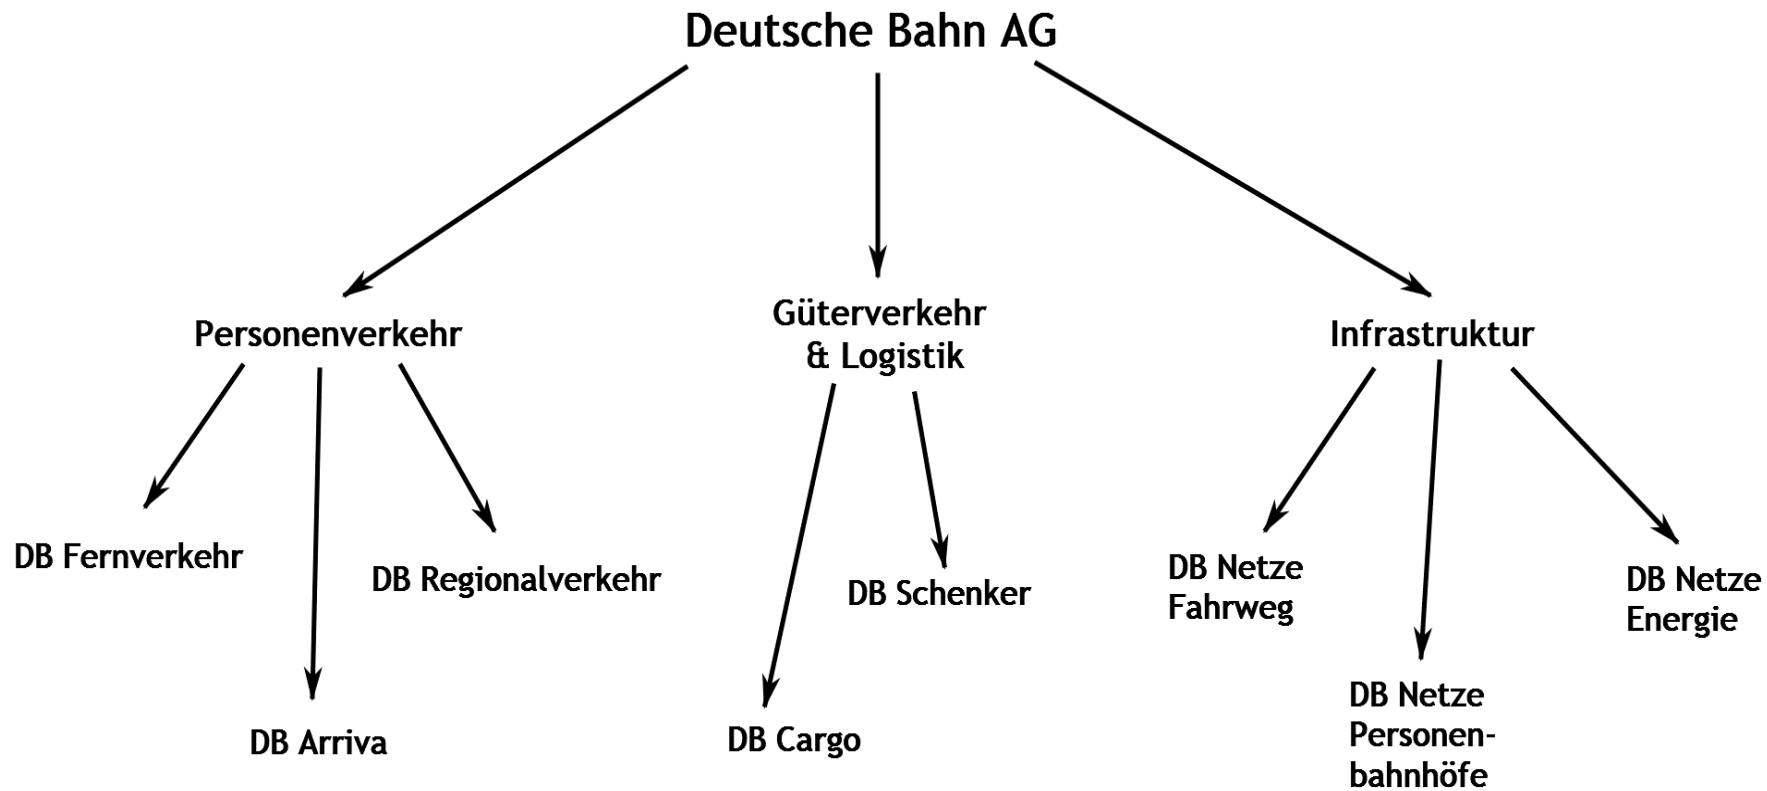 Deutsche Bahn AG
Personenverkehr
Güterverkehr
& Logistik
Infrastruktur
DB Fernverkehr
DB Arriva
DB Regionalverkehr
DB Cargo
DB Schenker
DB Netze
Fahrweg
DB Netze
Personen-
bahnhöfe
DB Netze
Energie